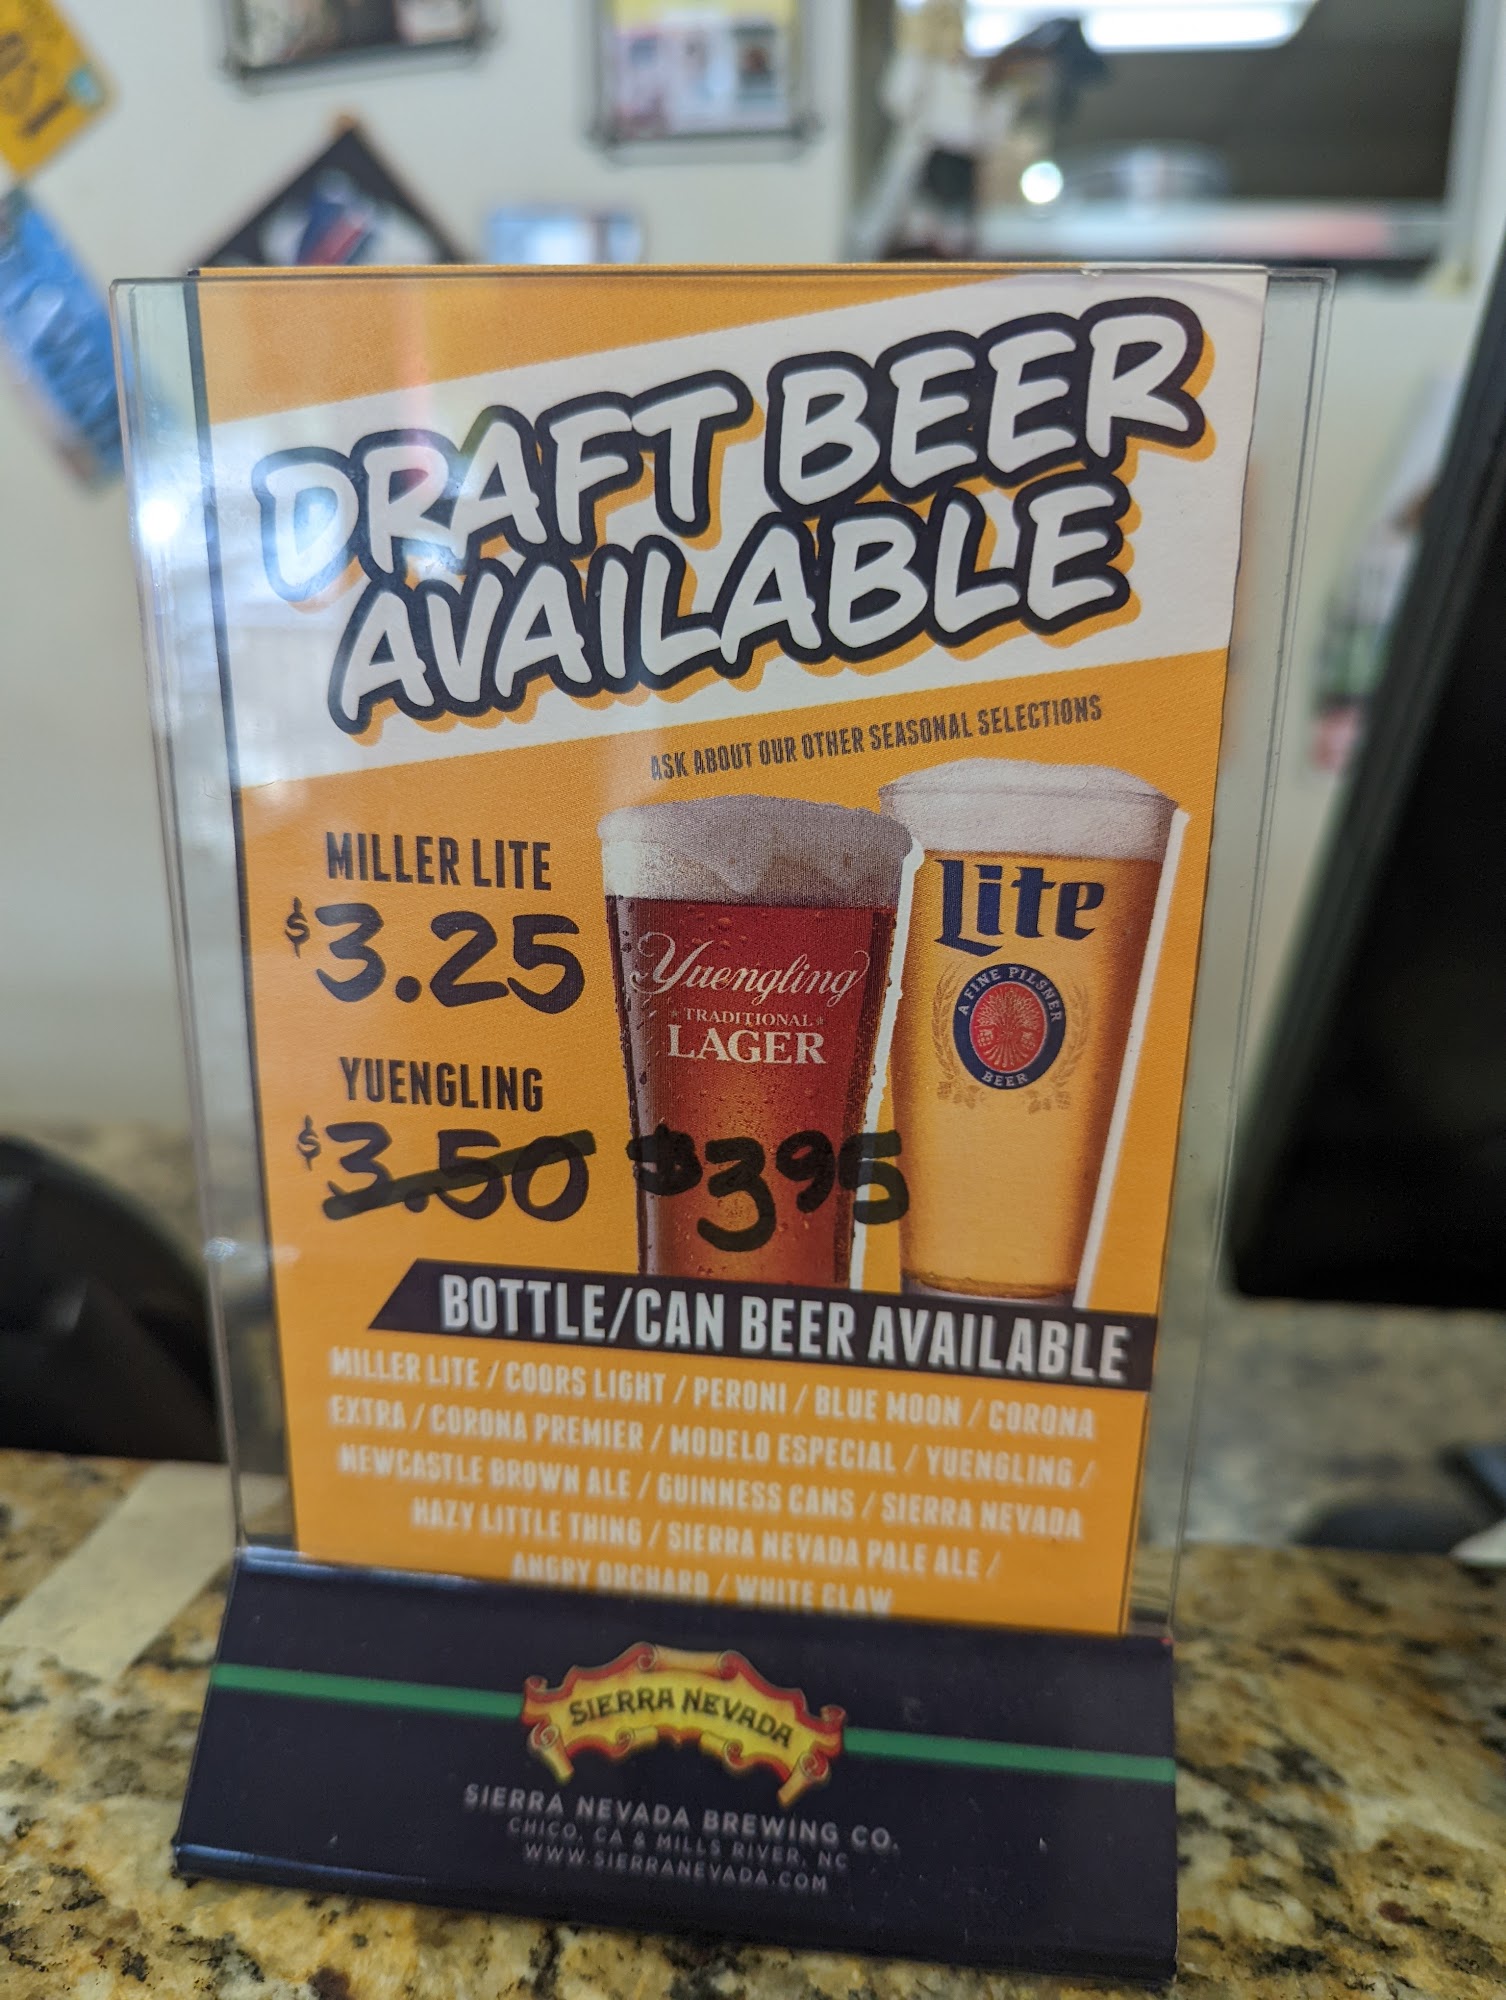 DRAFT BEER
AVAILABLE
ASK ABOUT OUR OTHER SEASONAL SELECTIONS
MILLER LITE
$3.25
YUENGLING
$3.50 $3.95
Yuengling
TRADITIONAL
LAGER
Lite
A FINE PILSNER
BEER
BOTTLE/CAN BEER AVAILABLE
MILLER LITE / COORS LIGHT / PERONI / BLUE MOON / CORONA
EXTRA / CORONA PREMIER / MODELO ESPECIAL / YUENGLING /
NEWCASTLE BROWN ALE / GUINNESS CANS / SIERRA NEVADA
HAZY LITTLE THING / SIERRA NEVADA PALE ALE /
ANGRY ORCHARD / WHITE CLAW
SIERRA NEVADA
SIERRA NEVADA BREWING CO.
CHICO, CA & MILLS RIVER, NC
WWW.SIERRANEVADA.COM